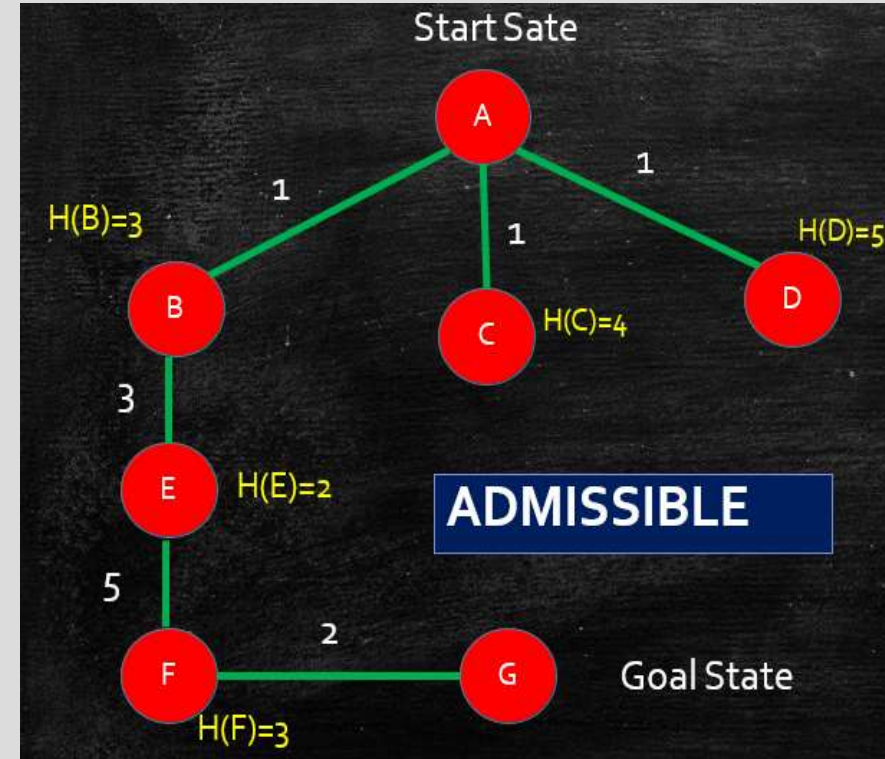 Start Sate
A
1
1
H(B)=3
1
H(D)=5
B
C
H(C)=4
D
3
E
H(E)=2
ADMISSIBLE
5
2
F
G
Goal State
H(F)=3